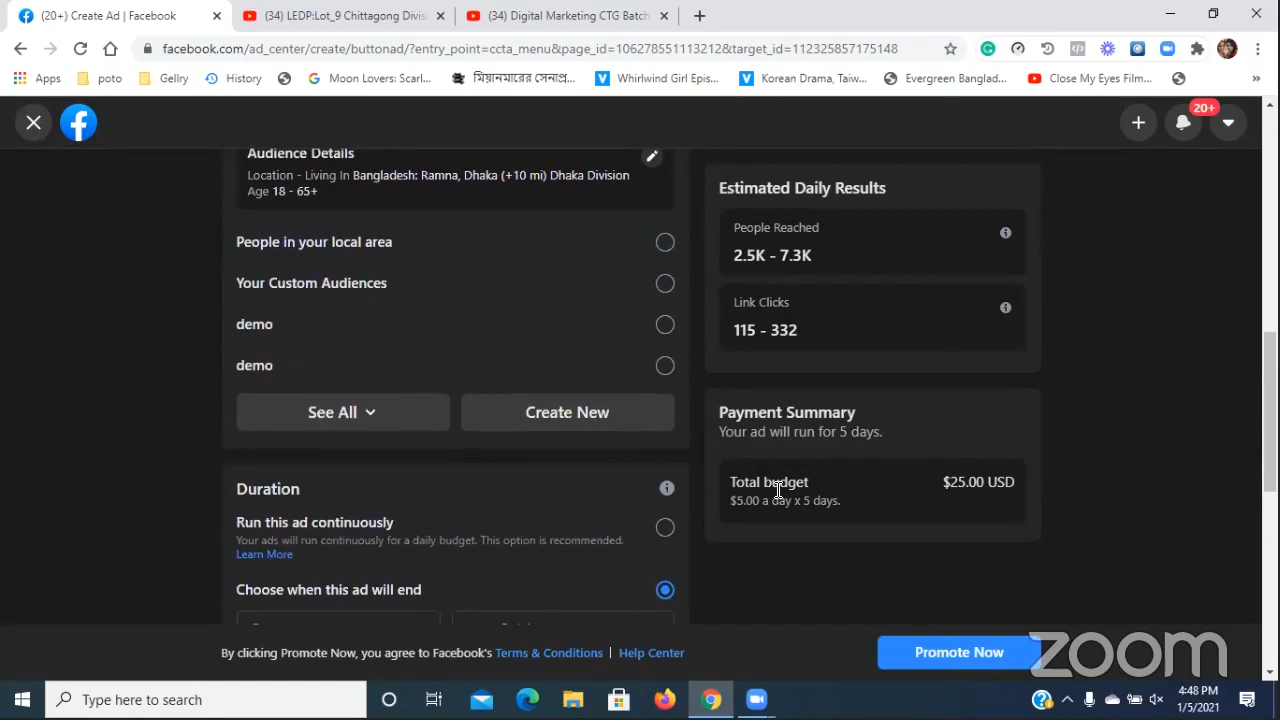 (20+) Create Ad | Facebook
(34) LEDP:Lot_9 Chittagong Divis
(34) Digital Marketing CTG Batch
facebook.com/ad_center/create/buttonad/?entry_point=ccta_menu&page_id=106278551113212&target_id=112325857175148
Apps
poto
Gellry
History
Moon Lovers: Scarl...
মিয়ানমারের সেনাপ্র...
Whirlwind Girl Epis...
Korean Drama, Taiw...
Evergreen Banglad...
Close My Eyes Film...
»
20+
Audience Details
Location - Living In Bangladesh: Ramna, Dhaka (+10 mi) Dhaka Division
Age 18 - 65+
People in your local area
Your Custom Audiences
demo
demo
See All
Create New
Duration
Run this ad continuously
Your ads will run continuously for a daily budget. This option is recommended.
Learn More
Choose when this ad will end
Estimated Daily Results
People Reached
2.5K - 7.3K
Link Clicks
115 - 332
Payment Summary
Your ad will run for 5 days.
Total budget
$25.00 USD
$5.00 a day x 5 days.
By clicking Promote Now, you agree to Facebook's Terms & Conditions | Help Center
Promote Now
zoom
Type here to search
4:48 PM
1/5/2021